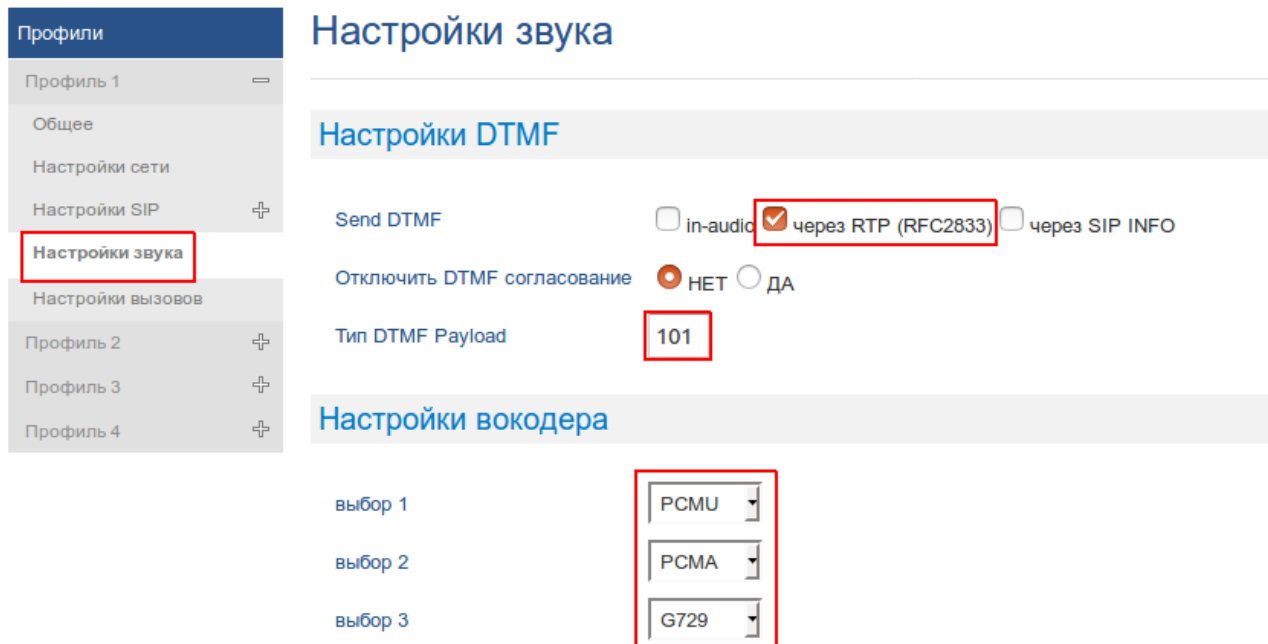 Профили
Профиль 1
Общее
Настройки сети
Настройки SIP
Настройки звука
Настройки вызовов
Профиль 2
Профиль 3
Профиль 4
Настройки звука
Настройки DTMF
Send DTMF in-audio через RTP (RFC2833) через SIP INFO
Отключить DTMF согласование НЕТ ДА
Тип DTMF Payload 101
Настройки вокодера
выбор 1 PCMU
выбор 2 PCMA
выбор 3 G729